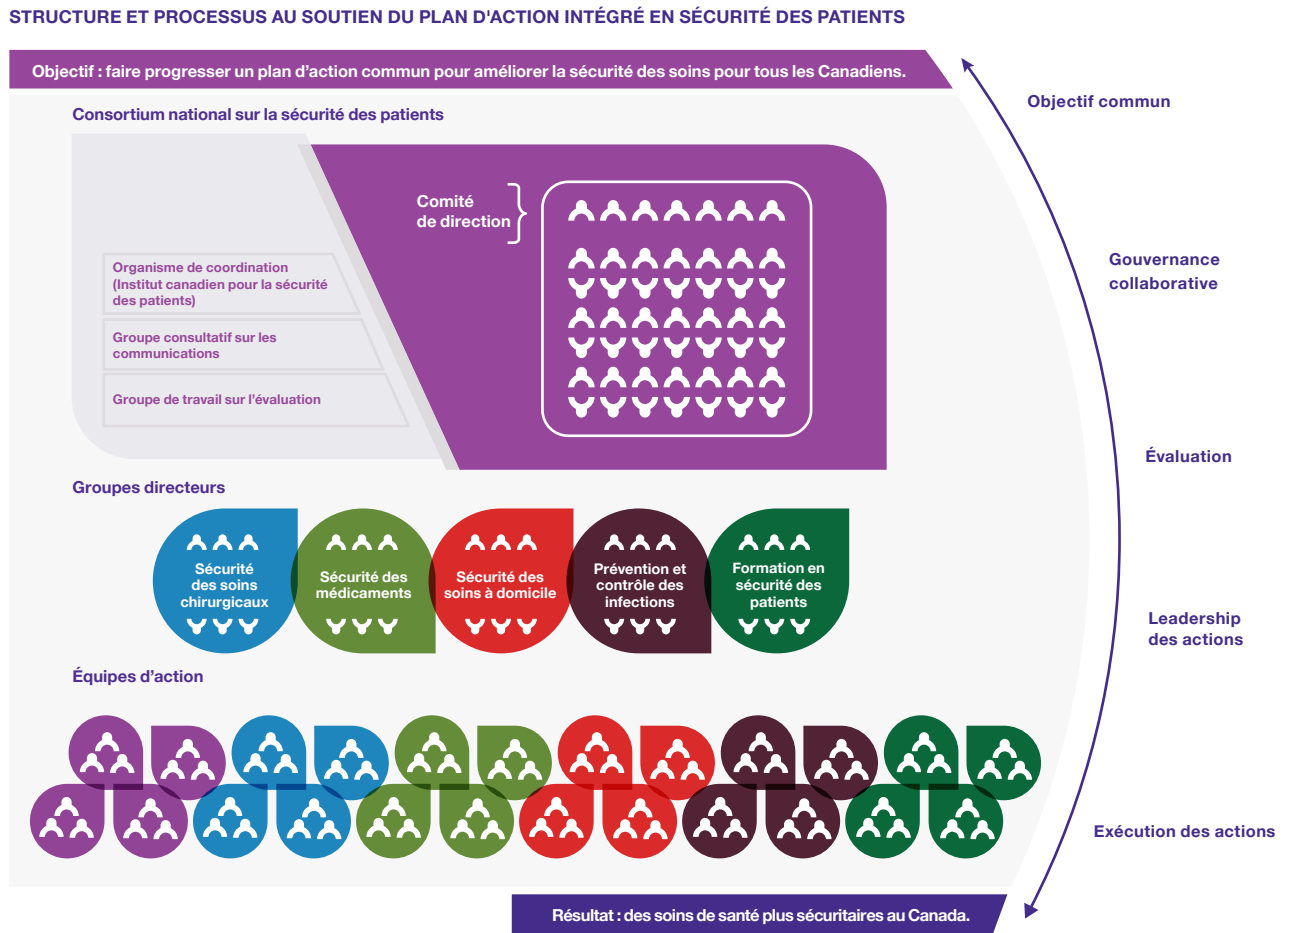 STRUCTURE ET PROCESSUS AU SOUTIEN DU PLAN D'ACTION INTÉGRÉ EN SÉCURITÉ DES PATIENTS
Objectif : faire progresser un plan d’action commun pour améliorer la sécurité des soins pour tous les Canadiens.
Objectif commun
Consortium national sur la sécurité des patients
Comité
de direction
Organisme de coordination
(Institut canadien pour la sécurité
des patients)
Groupe consultatif sur les
communications
Groupe de travail sur l’évaluation
Gouvernance
collaborative
Évaluation
Groupes directeurs
Sécurité
des soins
chirurgicaux
Sécurité des
médicaments
Sécurité des
soins à domicile
Prévention et
contrôle des
infections
Formation en
sécurité des
patients
Leadership
des actions
Équipes d’action
Exécution des actions
Résultat : des soins de santé plus sécuritaires au Canada.